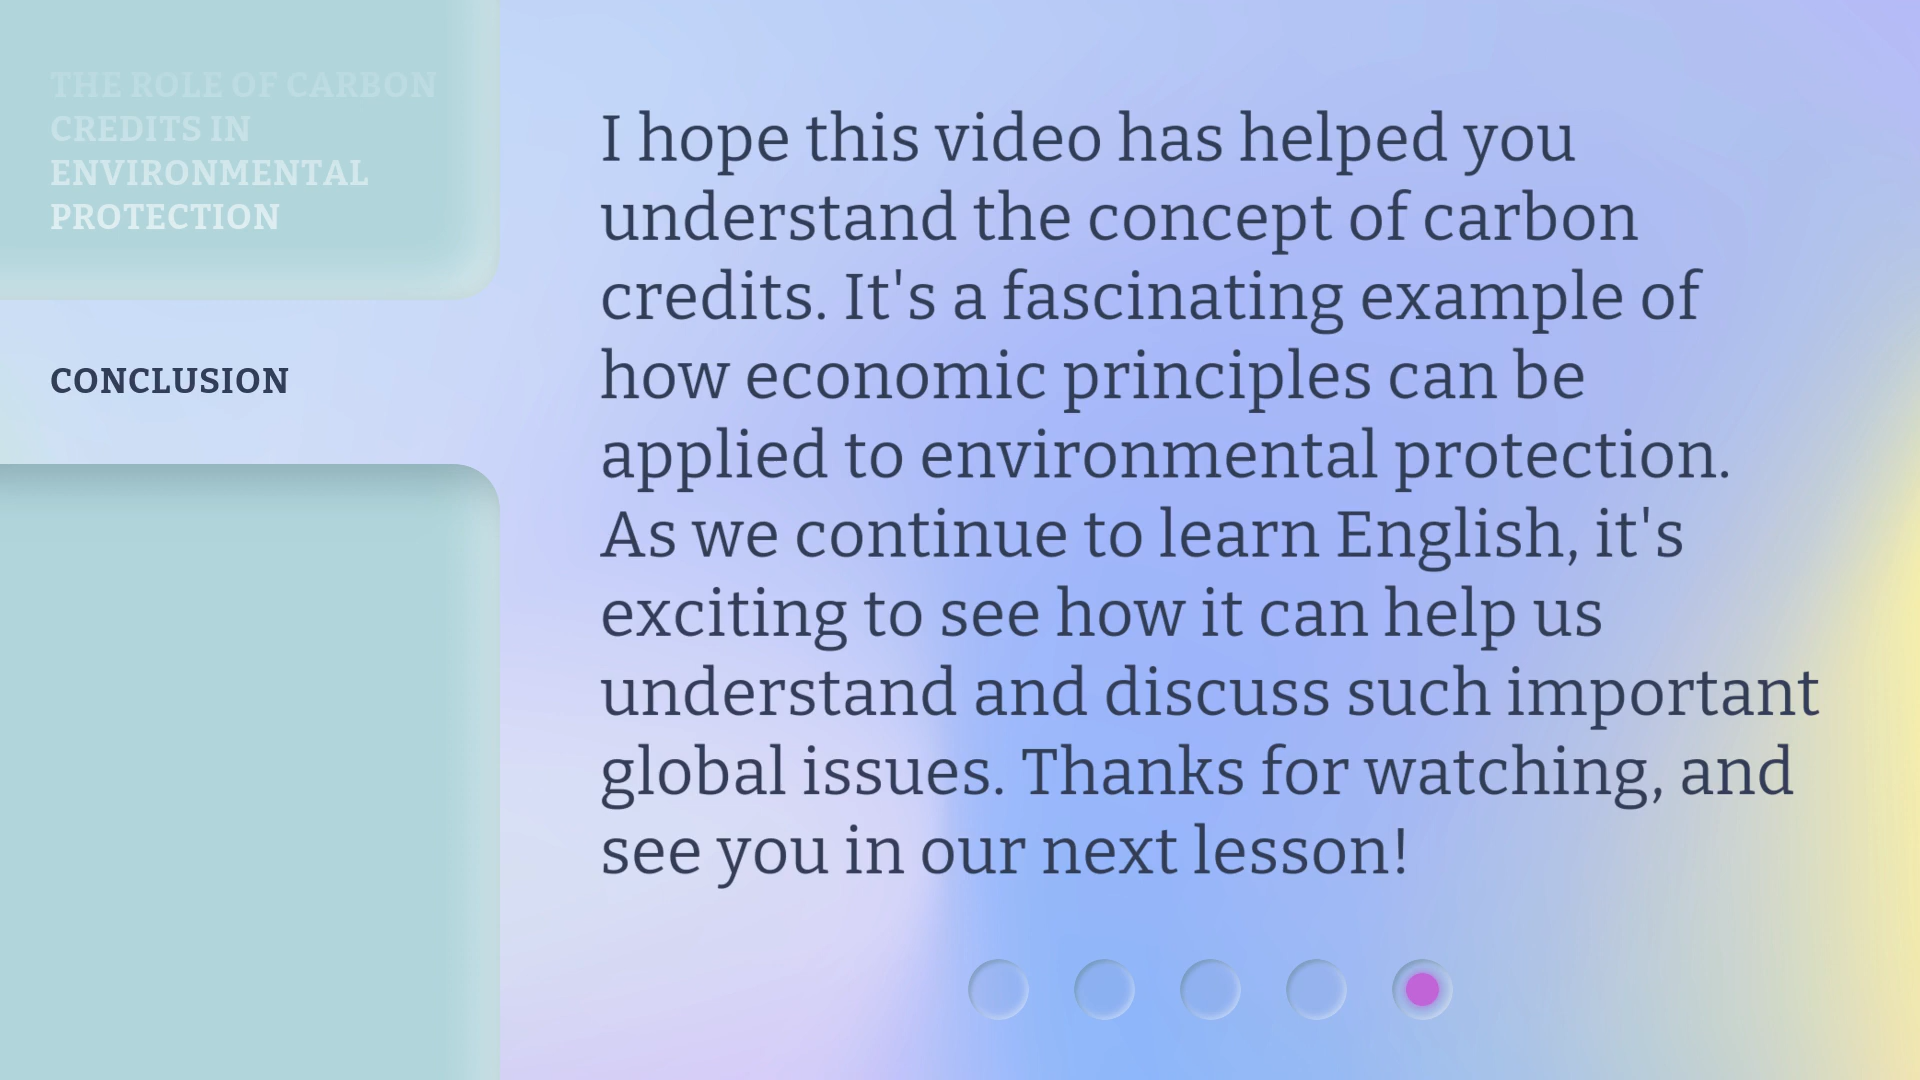 THE ROLE OF CARBON
CREDITS IN
ENVIRONMENTAL
PROTECTION
CONCLUSION
I hope this video has helped you
understand the concept of carbon
credits. It's a fascinating example of
how economic principles can be
applied to environmental protection.
As we continue to learn English, it's
exciting to see how it can help us
understand and discuss such important
global issues. Thanks for watching, and
see you in our next lesson!